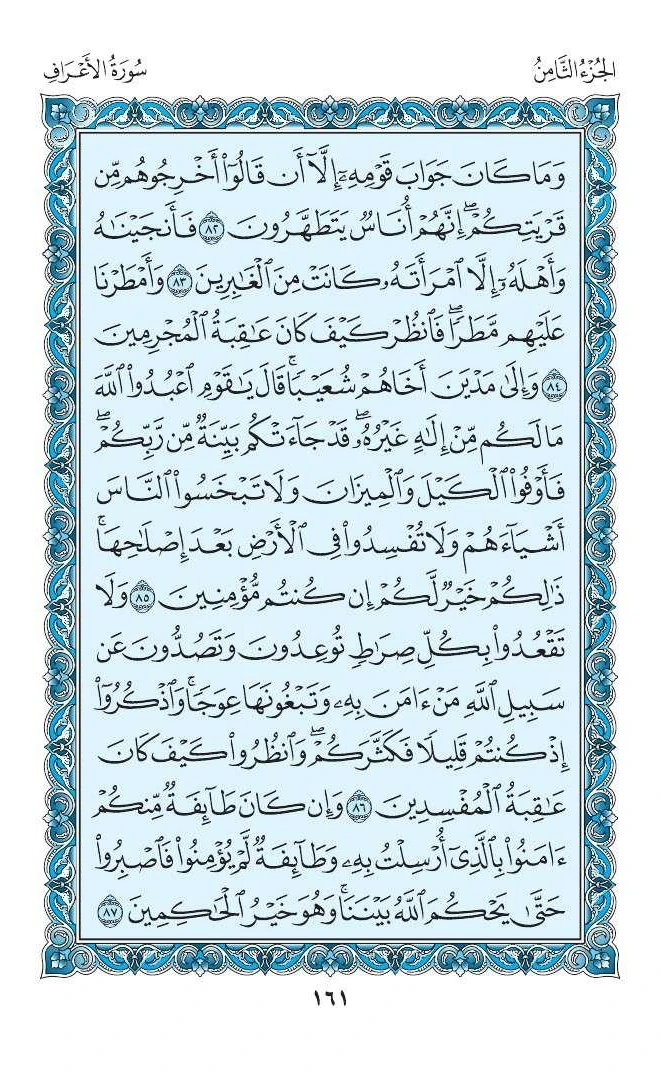 الجُزْءُ الثَّامِنُ
سُورَةُ الأَعْرَافِ
وَمَا كَانَ جَوَابَ قَوْمِهِۦٓ إِلَّآ أَن قَالُوٓاْ أَخْرِجُوهُم مِّن
قَرْيَتِكُمْۖ إِنَّهُمْ أُنَاسٞ يَتَطَهَّرُونَ ٨٢ فَأَنجَيْنَٰهُ
وَأَهْلَهُۥٓ إِلَّا ٱمْرَأَتَهُۥ كَانَتْ مِنَ ٱلْغَٰبِرِينَ ٨٣ وَأَمْطَرْنَا
عَلَيْهِم مَّطَرٗاۖ فَٱنظُرْ كَيْفَ كَانَ عَٰقِبَةُ ٱلْمُجْرِمِينَ
٨٤ وَإِلَىٰ مَدْيَنَ أَخَاهُمْ شُعَيْبٗاۚ قَالَ يَٰقَوْمِ ٱعْبُدُواْ ٱللَّهَ
مَا لَكُم مِّنْ إِلَٰهٍ غَيْرُهُۥۖ قَدْ جَآءَتْكُم بَيِّنَةٞ مِّن رَّبِّكُمْۖ
فَأَوْفُواْ ٱلْكَيْلَ وَٱلْمِيزَانَ وَلَا تَبْخَسُواْ ٱلنَّاسَ
أَشْيَآءَهُمْ وَلَا تُفْسِدُواْ فِي ٱلْأَرْضِ بَعْدَ إِصْلَٰحِهَاۚ
ذَٰلِكُمْ خَيْرٞ لَّكُمْ إِن كُنتُم مُّؤْمِنِينَ ٨٥ وَلَا
تَقْعُدُواْ بِكُلِّ صِرَٰطٖ تُوعِدُونَ وَتَصُدُّونَ عَن
سَبِيلِ ٱللَّهِ مَنْ ءَامَنَ بِهِۦ وَتَبْغُونَهَا عِوَجٗاۚ وَٱذْكُرُوٓاْ
إِذْ كُنتُمْ قَلِيلٗا فَكَثَّرَكُمْۖ وَٱنظُرُواْ كَيْفَ كَانَ
عَٰقِبَةُ ٱلْمُفْسِدِينَ ٨٦ وَإِن كَانَ طَآئِفَةٞ مِّنكُمْ
ءَامَنُواْ بِٱلَّذِيٓ أُرْسِلْتُ بِهِۦ وَطَآئِفَةٞ لَّمْ يُؤْمِنُواْ فَٱصْبِرُواْ
حَتَّىٰ يَحْكُمَ ٱللَّهُ بَيْنَنَاۚ وَهُوَ خَيْرُ ٱلْحَٰكِمِينَ ٨٧
١٦١